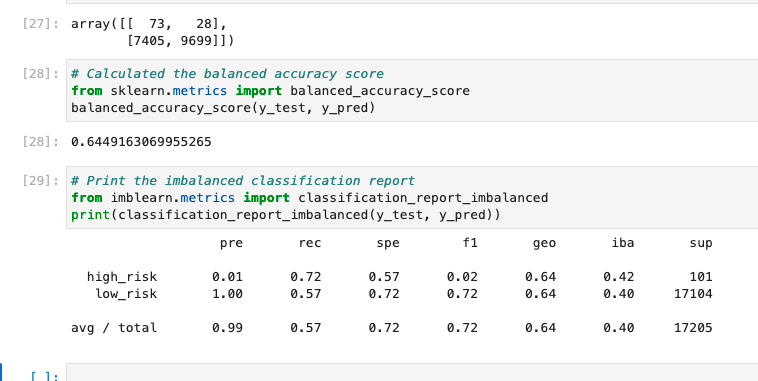 [27]: array([[ 73, 28],
[7405, 9699]])
[28]: # Calculated the balanced accuracy score
from sklearn.metrics import balanced_accuracy_score
balanced_accuracy_score(y_test, y_pred)
[28]: 0.6449163069955265
[29]: # Print the imbalanced classification report
from imblearn.metrics import classification_report_imbalanced
print(classification_report_imbalanced(y_test, y_pred))
pre rec spe f1 geo iba sup
high_risk 0.01 0.72 0.57 0.02 0.64 0.42 101
low_risk 1.00 0.57 0.72 0.72 0.64 0.40 17104
avg / total 0.99 0.57 0.72 0.72 0.64 0.40 17205
[ ]: